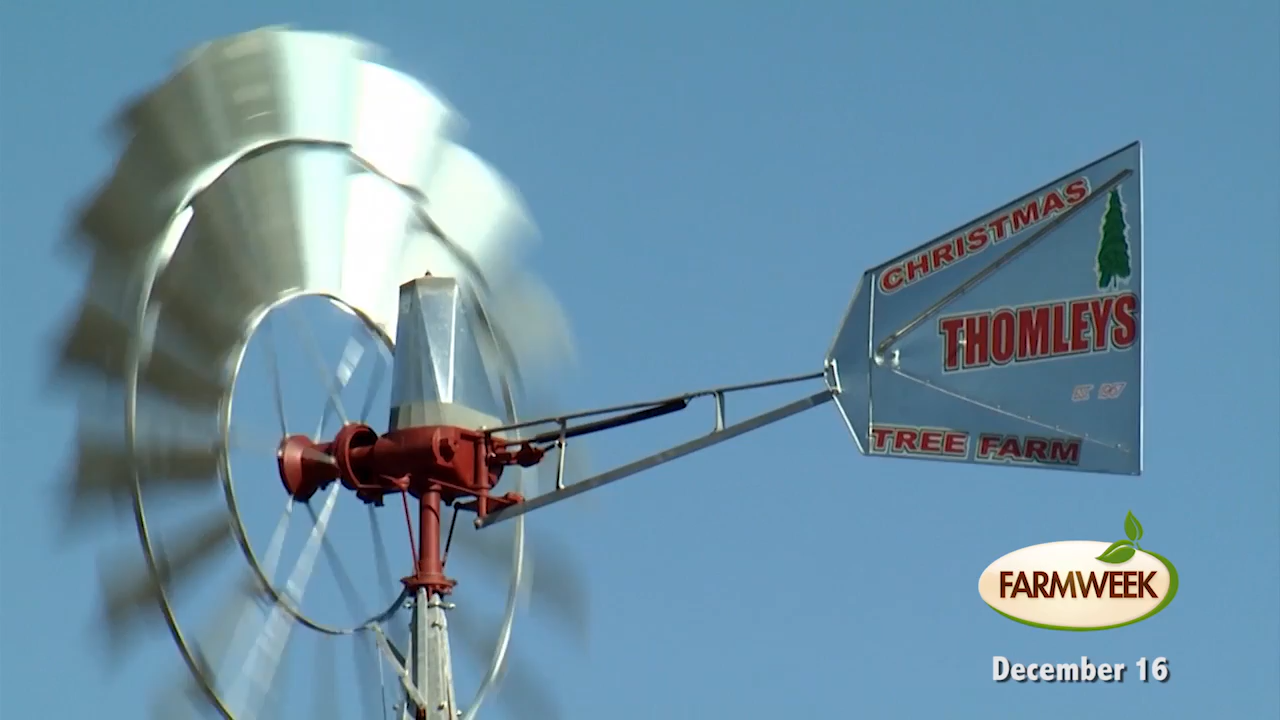 CHRISTMAS
THOMLEYS
TREE FARM
FARMWEEK
December 16